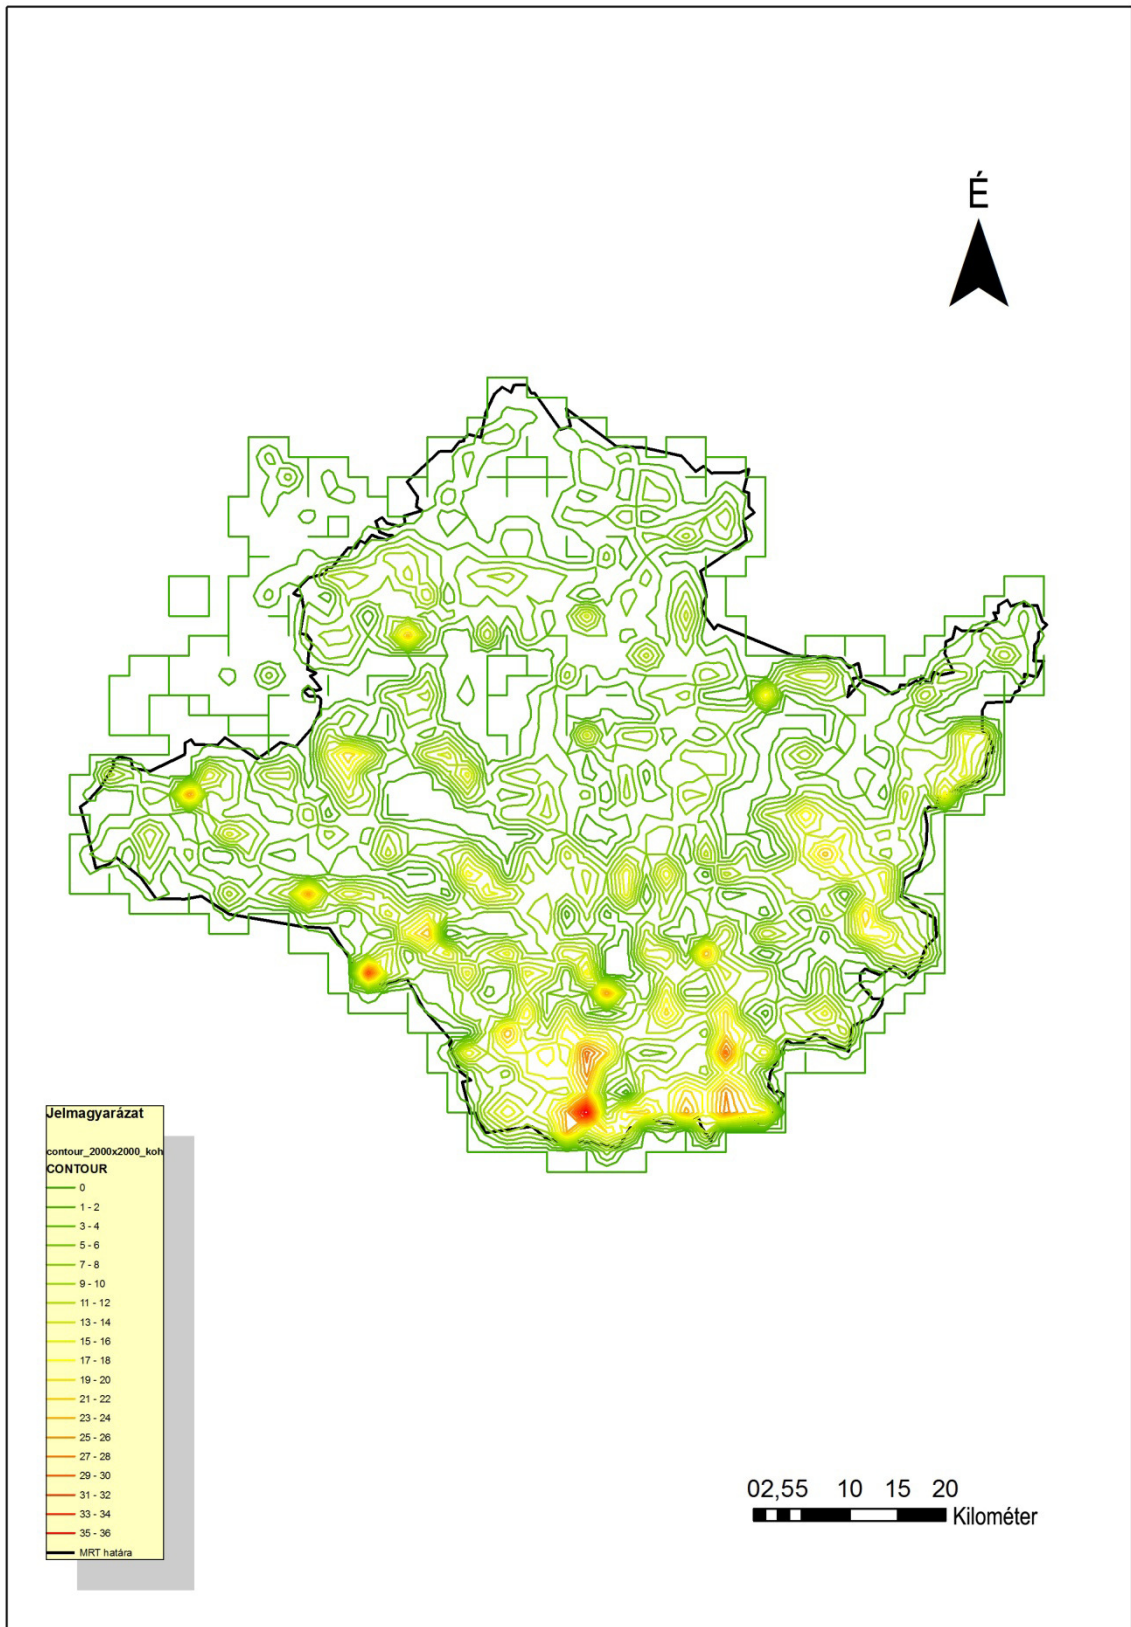 É
Jelmagyarázat
contour_2000x2000_koh
CONTOUR
0
1 - 2
3 - 4
5 - 6
7 - 8
9 - 10
11 - 12
13 - 14
15 - 16
17 - 18
19 - 20
21 - 22
23 - 24
25 - 26
27 - 28
29 - 30
31 - 32
33 - 34
35 - 36
MRT határa
02,55 10 15 20
Kilométer